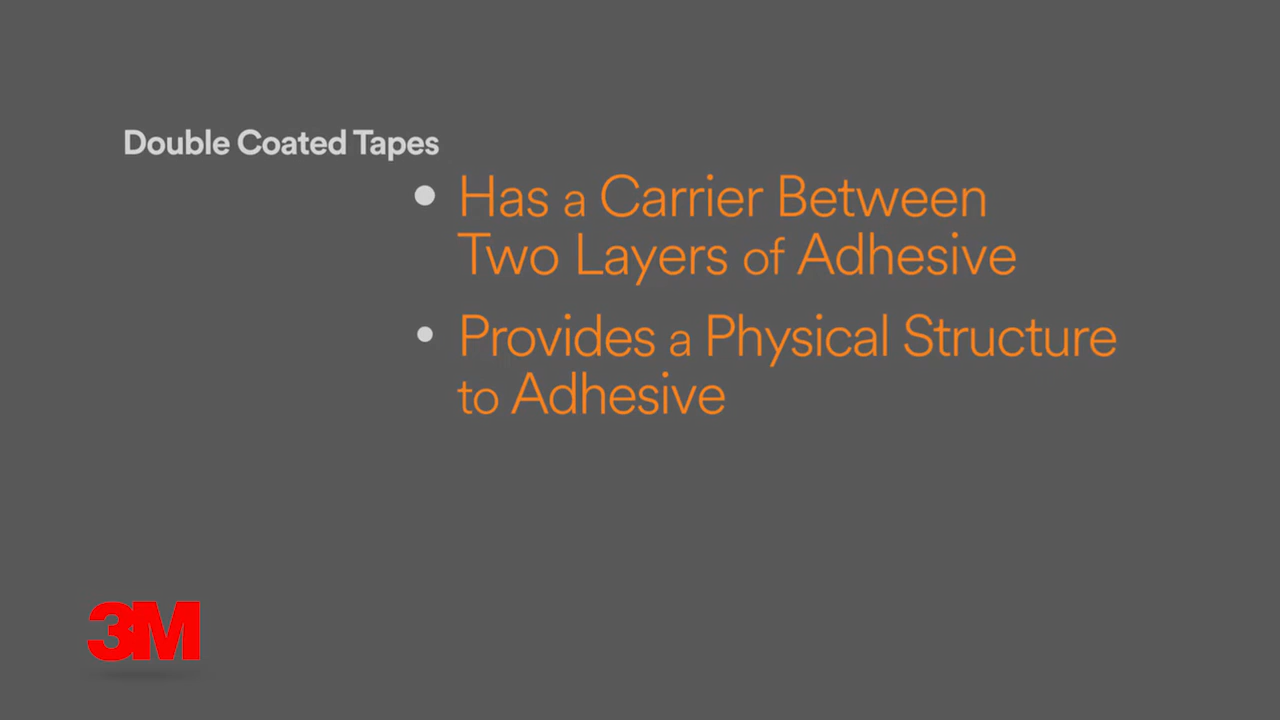 Double Coated Tapes
• Has a Carrier Between
Two Layers of Adhesive
• Provides a Physical Structure
to Adhesive
3M